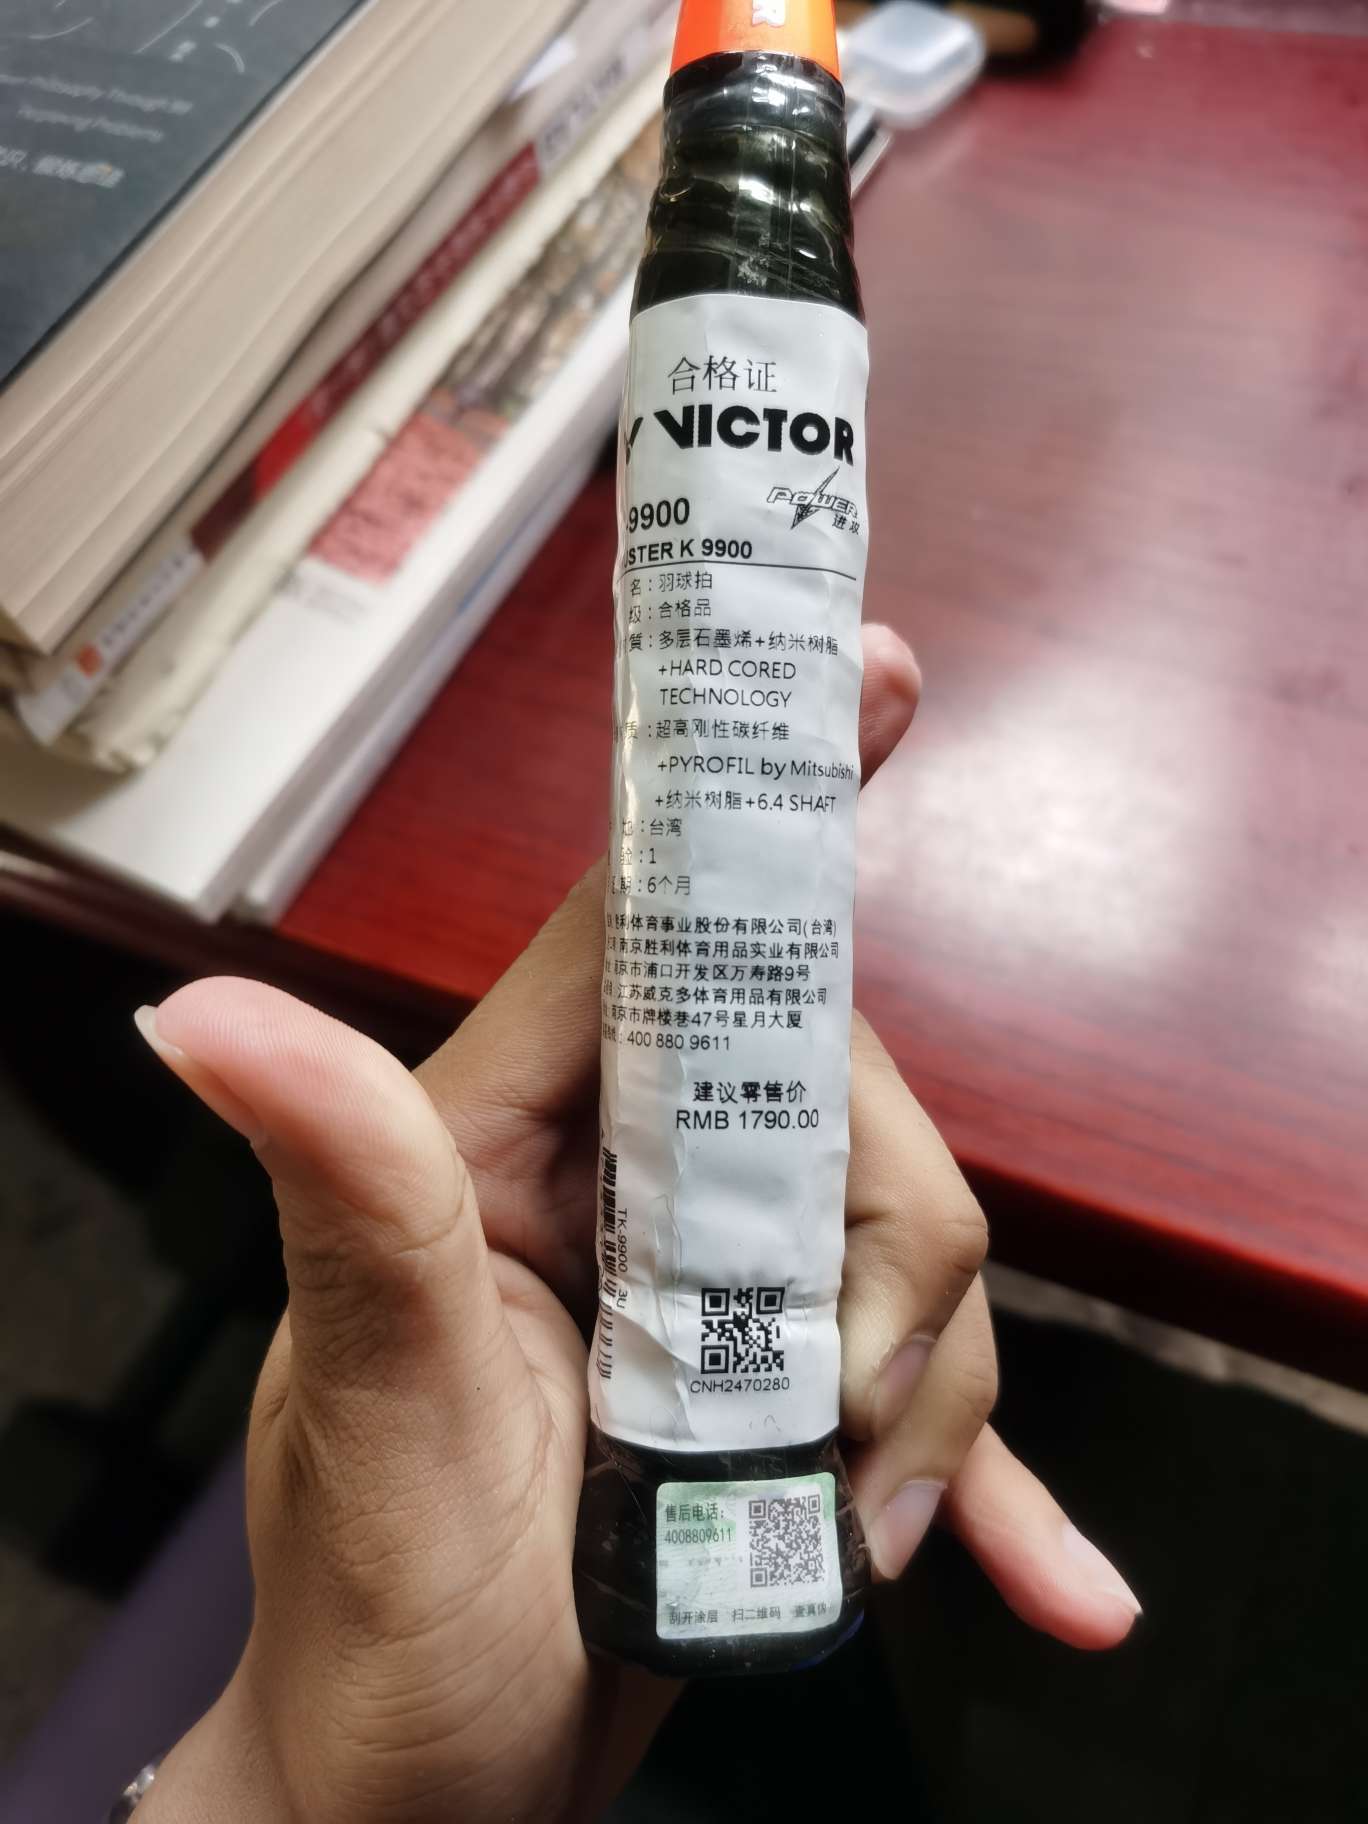 Philosophy Through
R
合格证
VICTOR
POWER
进攻
-9900
USTER K 9900
名：羽球拍
级：合格品
質：多层石墨烯+纳米树脂
+HARD CORED
TECHNOLOGY
质：超高刚性碳纤维
+PYROFIL by Mitsubishi
+纳米树脂+6.4 SHAFT
地：台湾
验：1
期：6个月
胜利体育事业股份有限公司(台湾)
南京胜利体育用品实业有限公司
南京市浦口开发区万寿路9号
江苏威克多体育用品有限公司
南京市牌楼巷47号星月大厦
：400 880 9611
建议零售价
RMB 1790.00
TK-9900 3U
CNH2470280
售后电话：
4008809611
刮开涂层 扫二维码 查真伪